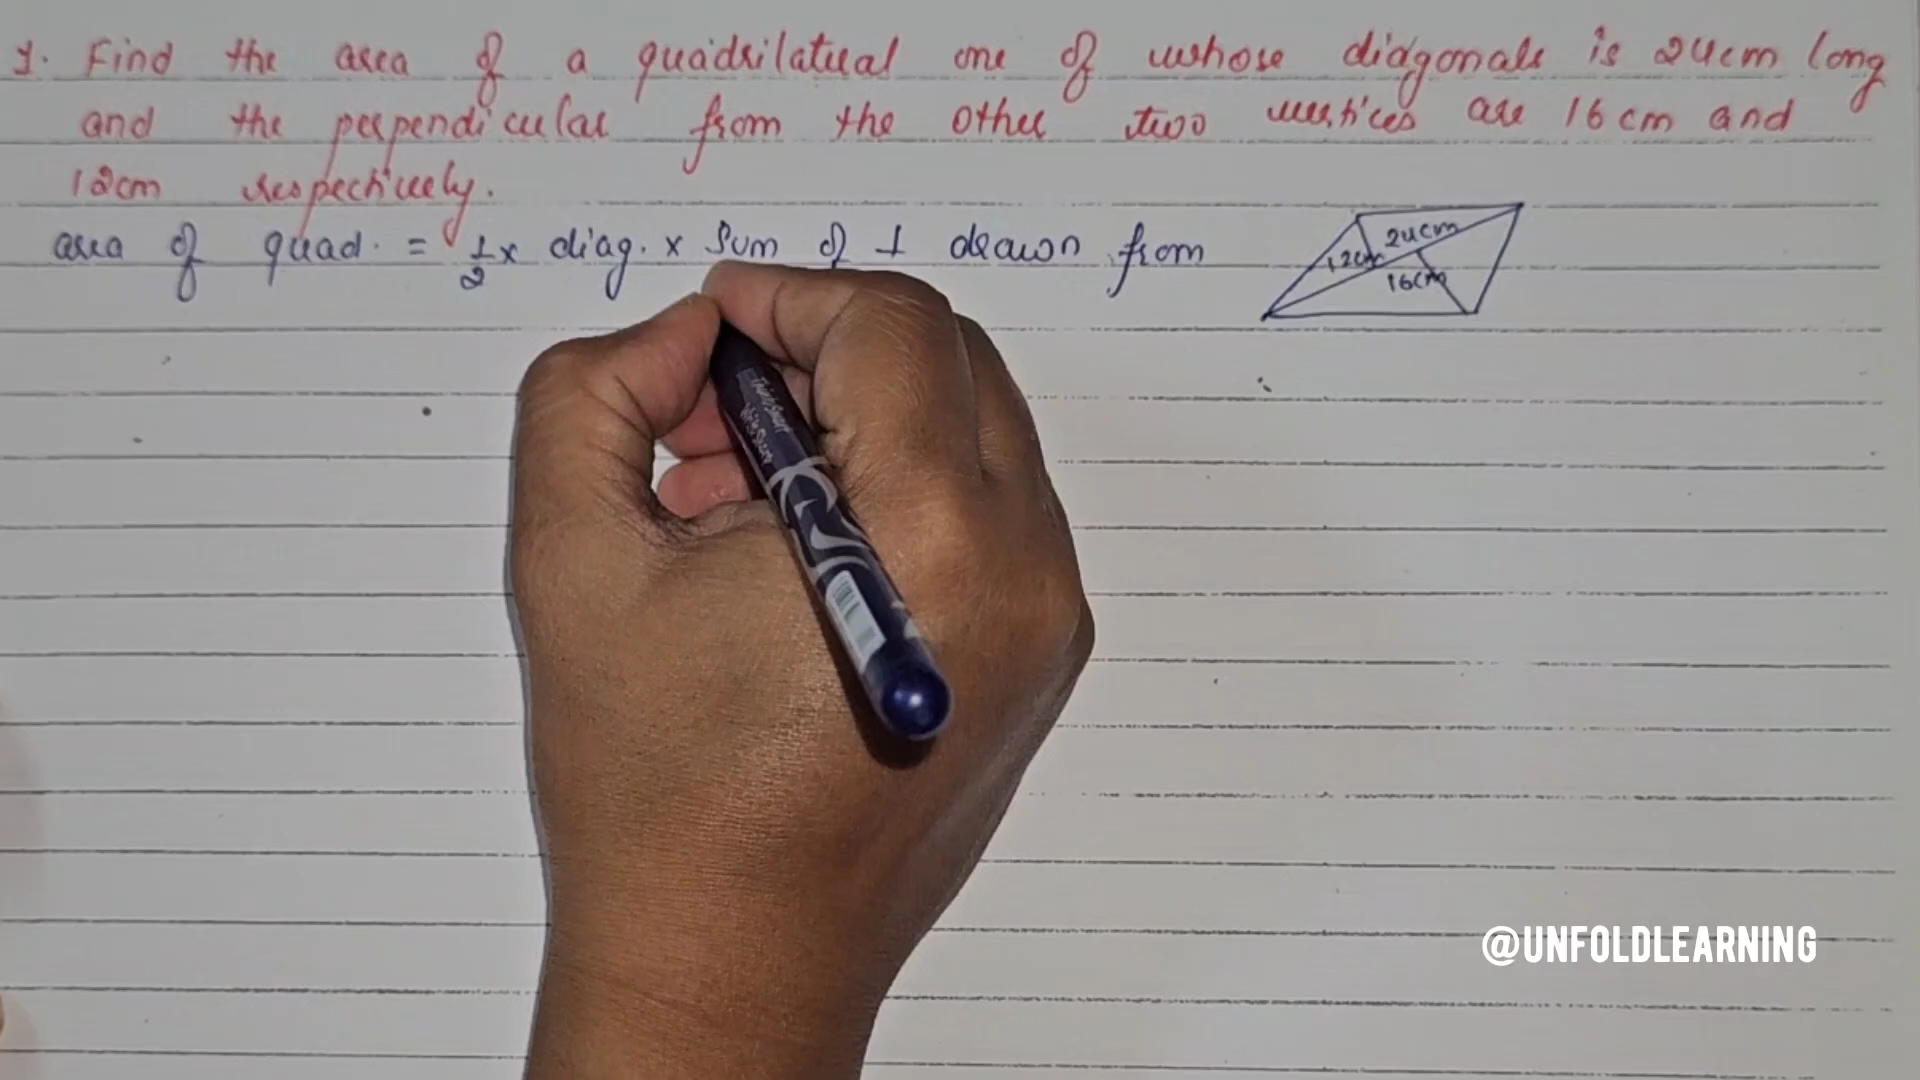 1. Find the area of a quadrilateral one of whose diagonals is 24cm long
and the perpendicular from the other two vertices are 16 cm and
12cm respectively.
area of quad. = 1/2 x diag. x Sum of ⊥ drawn from
24cm
12cm
16cm
@UNFOLDLEARNING